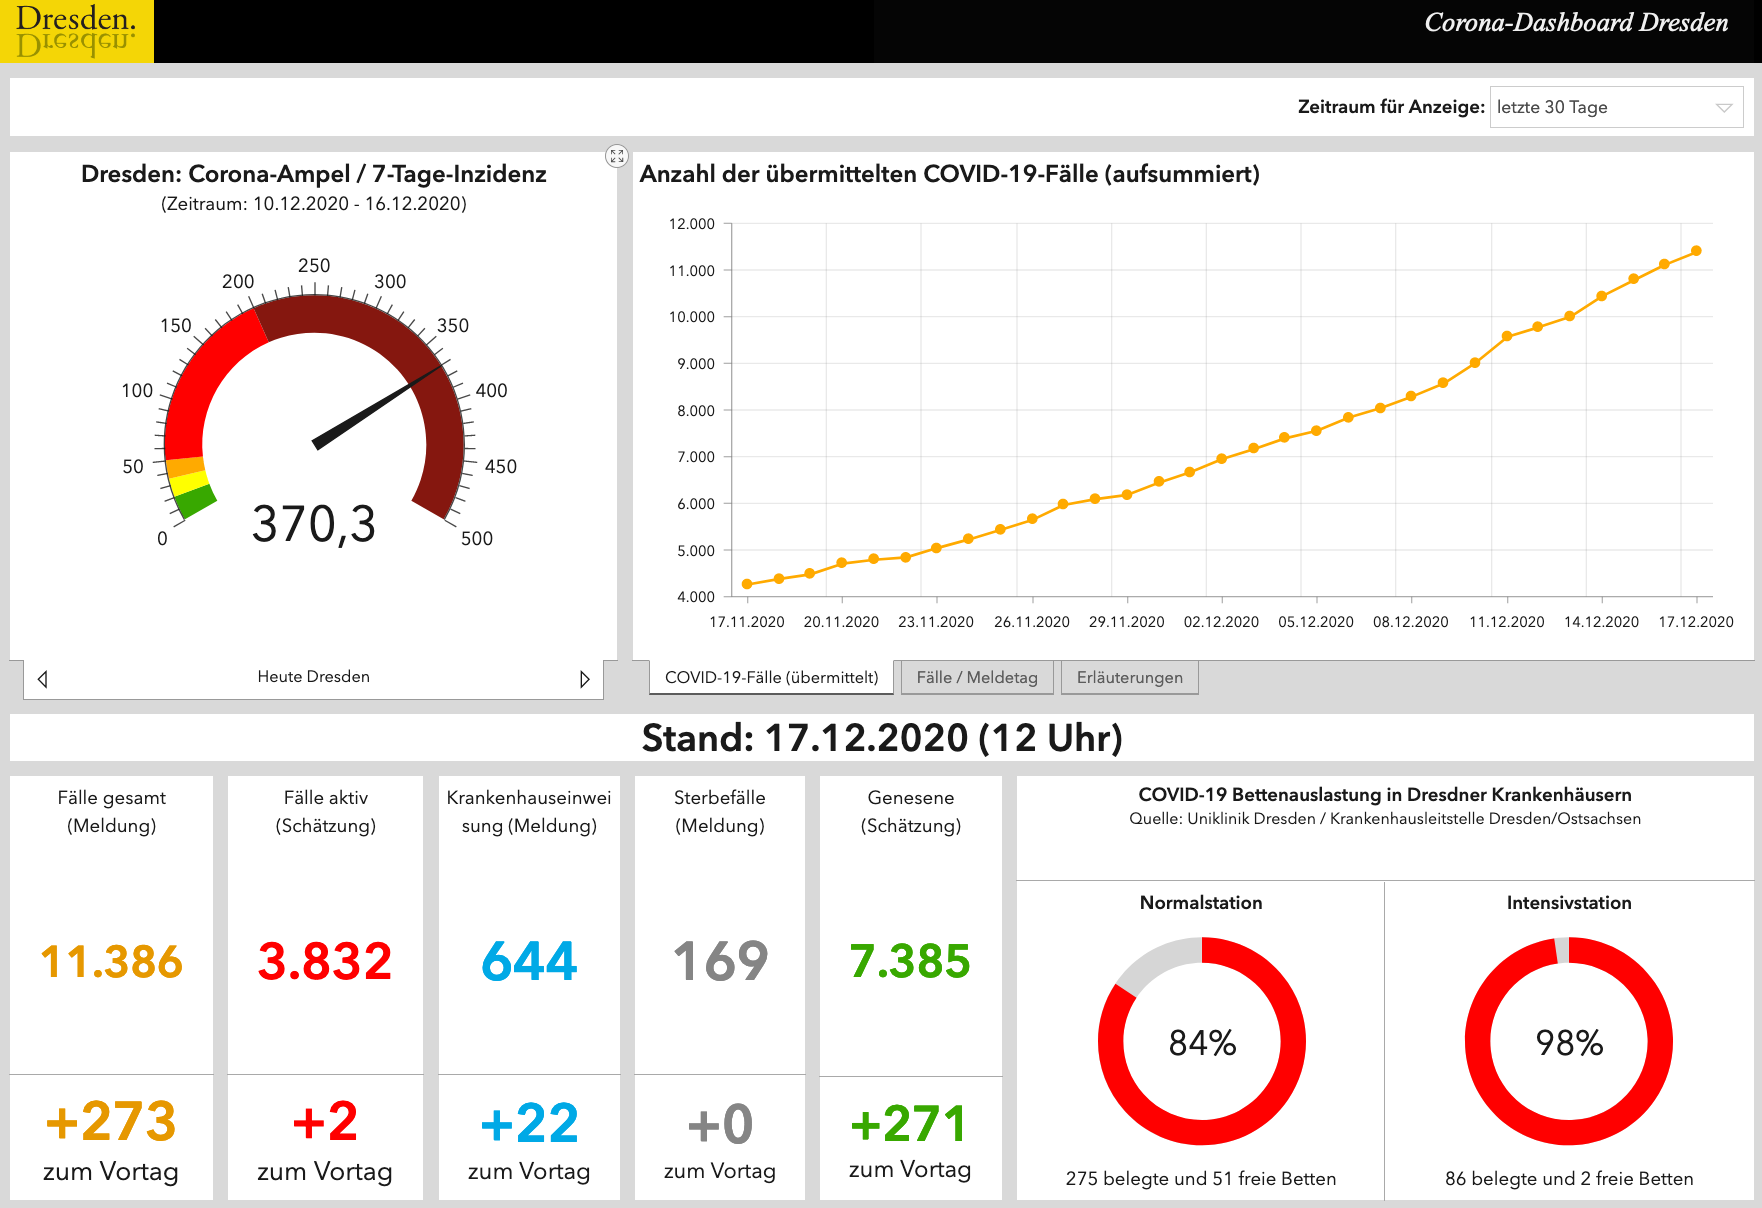 Dresden.
Dresden.
Corona-Dashboard Dresden
Zeitraum für Anzeige: letzte 30 Tage
Dresden: Corona-Ampel / 7-Tage-Inzidenz
(Zeitraum: 10.12.2020 - 16.12.2020)
0
50
100
150
200
250
300
350
400
450
500
370,3
Heute Dresden
Anzahl der übermittelten COVID-19-Fälle (aufsummiert)
12.000
11.000
10.000
9.000
8.000
7.000
6.000
5.000
4.000
17.11.2020 20.11.2020 23.11.2020 26.11.2020 29.11.2020 02.12.2020 05.12.2020 08.12.2020 11.12.2020 14.12.2020 17.12.2020
COVID-19-Fälle (übermittelt) Fälle / Meldetag Erläuterungen
Stand: 17.12.2020 (12 Uhr)
Fälle gesamt
(Meldung)
11.386
+273
zum Vortag
Fälle aktiv
(Schätzung)
3.832
+2
zum Vortag
Krankenhauseinwei
sung (Meldung)
644
+22
zum Vortag
Sterbefälle
(Meldung)
169
+0
zum Vortag
Genesene
(Schätzung)
7.385
+271
zum Vortag
COVID-19 Bettenauslastung in Dresdner Krankenhäusern
Quelle: Uniklinik Dresden / Krankenhausleitstelle Dresden/Ostsachsen
Normalstation
84%
275 belegte und 51 freie Betten
Intensivstation
98%
86 belegte und 2 freie Betten